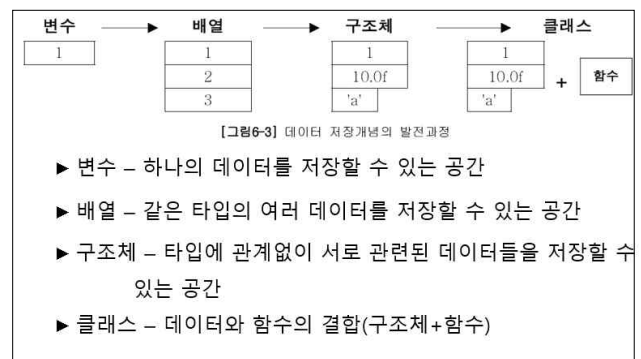 변수 배열 구조체 클래스
1 1 1 1
2 10.0f 10.0f + 함수
3 'a' 'a'
[그림6-3] 데이터 저장개념의 발전과정
▶ 변수 – 하나의 데이터를 저장할 수 있는 공간
▶ 배열 – 같은 타입의 여러 데이터를 저장할 수 있는 공간
▶ 구조체 – 타입에 관계없이 서로 관련된 데이터들을 저장할 수
있는 공간
▶ 클래스 – 데이터와 함수의 결합(구조체+함수)